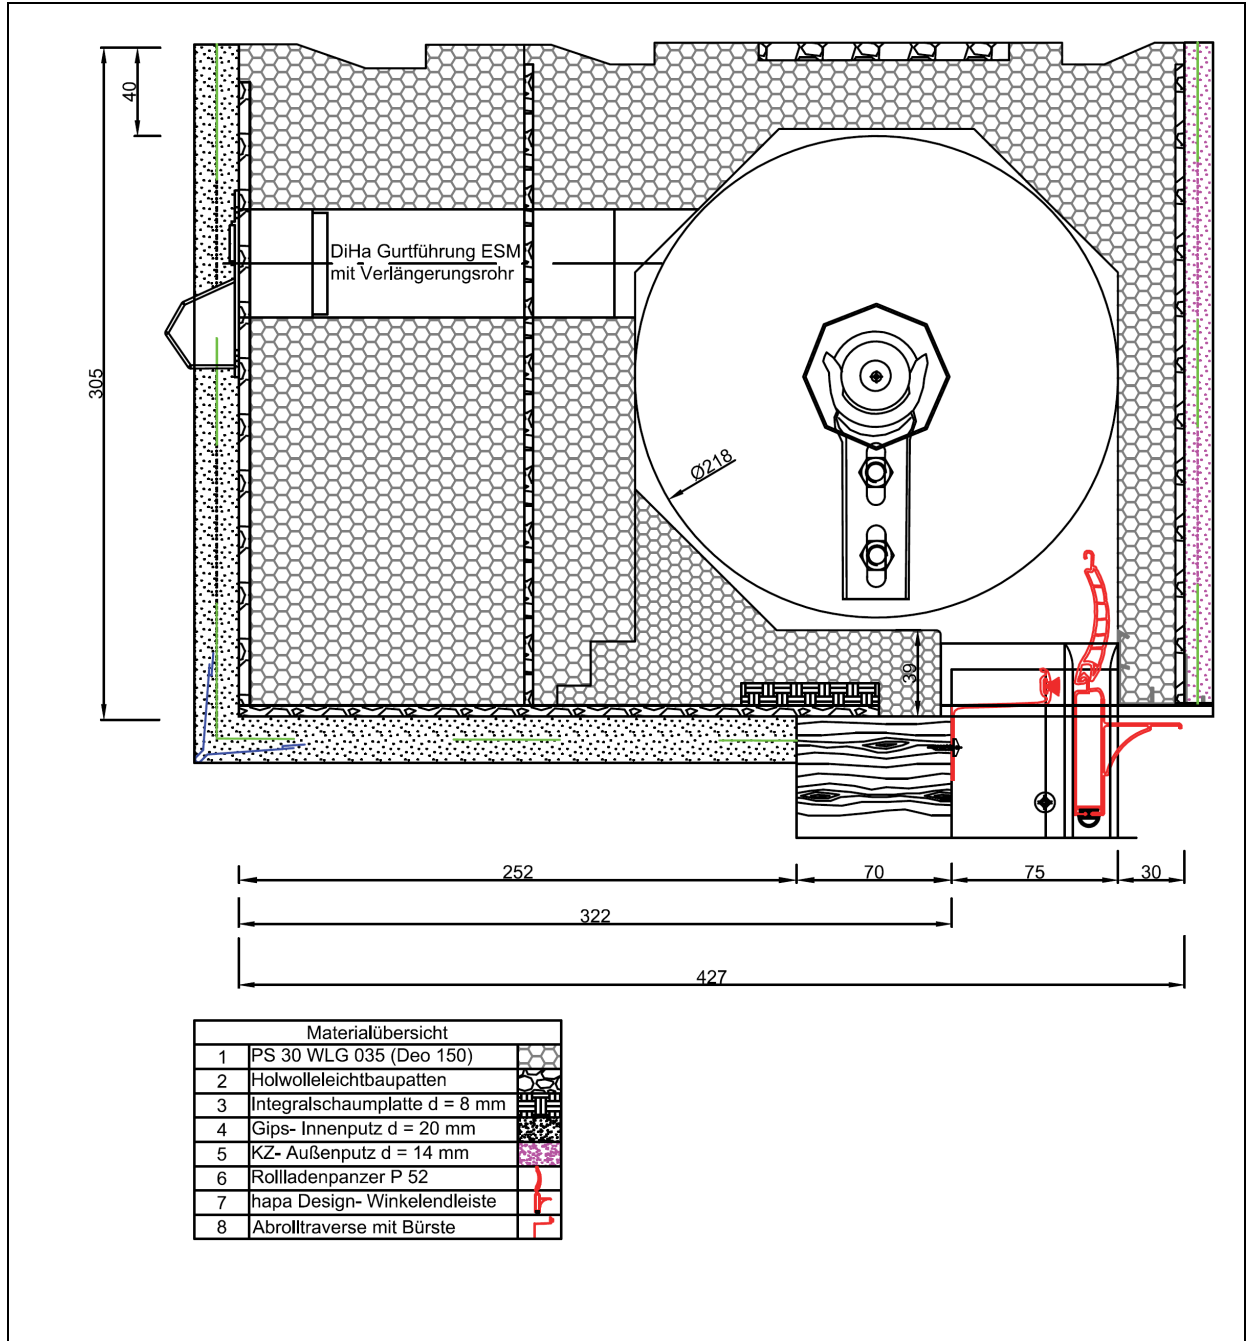 40
305
DiHa Gurtführung ESM
mit Verlängerungsrohr
Ø218
39
252
70
75
30
322
427
Materialübersicht
1 PS 30 WLG 035 (Deo 150)
2 Holwolleleichtbaupatten
3 Integralschaumplatte d = 8 mm
4 Gips- Innenputz d = 20 mm
5 KZ- Außenputz d = 14 mm
6 Rollladenpanzer P 52
7 hapa Design- Winkelendleiste
8 Abrolltraverse mit Bürste